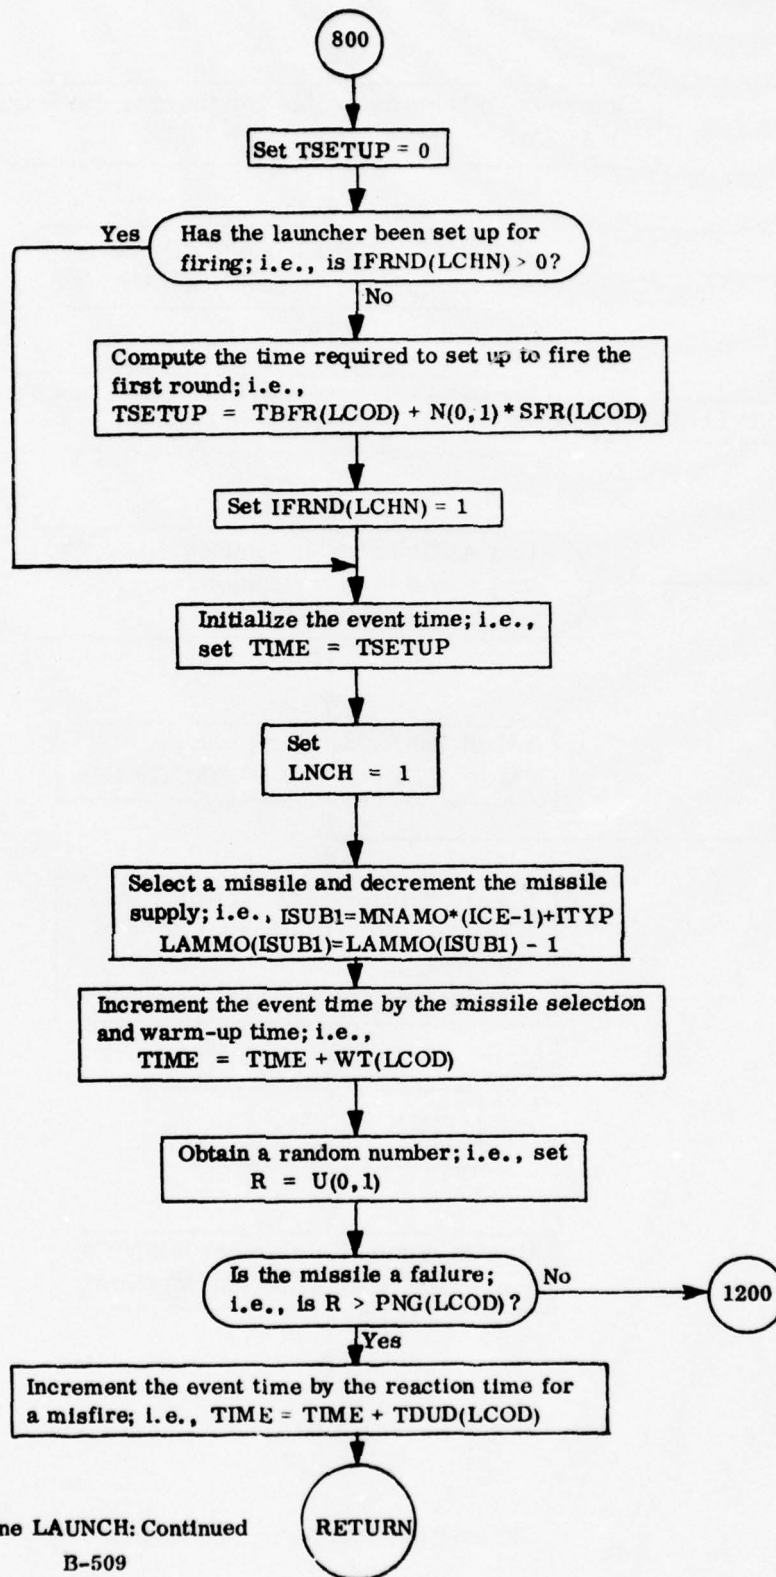 800
Set TSETUP = 0
Yes
Has the launcher been set up for
firing; i.e., is IFRND(LCHN) > 0?
No
Compute the time required to set up to fire the
first round; i.e.,
TSETUP = TBFR(LCOD) + N(0,1)* SFR(LCOD)
Set IFRND(LCHN) = 1
Initialize the event time; i.e.,
set TIME = TSETUP
Set
LNCH = 1
Select a missile and decrement the missile
supply; i.e., ISUB1=MNAMO*(ICE-1)+ITYP
LAMMO(ISUB1)=LAMMO(ISUB1) - 1
Increment the event time by the missile selection
and warm-up time; i.e.,
TIME = TIME + WT(LCOD)
Obtain a random number; i.e., set
R = U(0,1)
Is the missile a failure;
i.e., is R > PNG(LCOD)?
No
1200
Yes
Increment the event time by the reaction time for
a misfire; i.e., TIME = TIME + TDUD(LCOD)
RETURN
ne LAUNCH: Continued
B-509